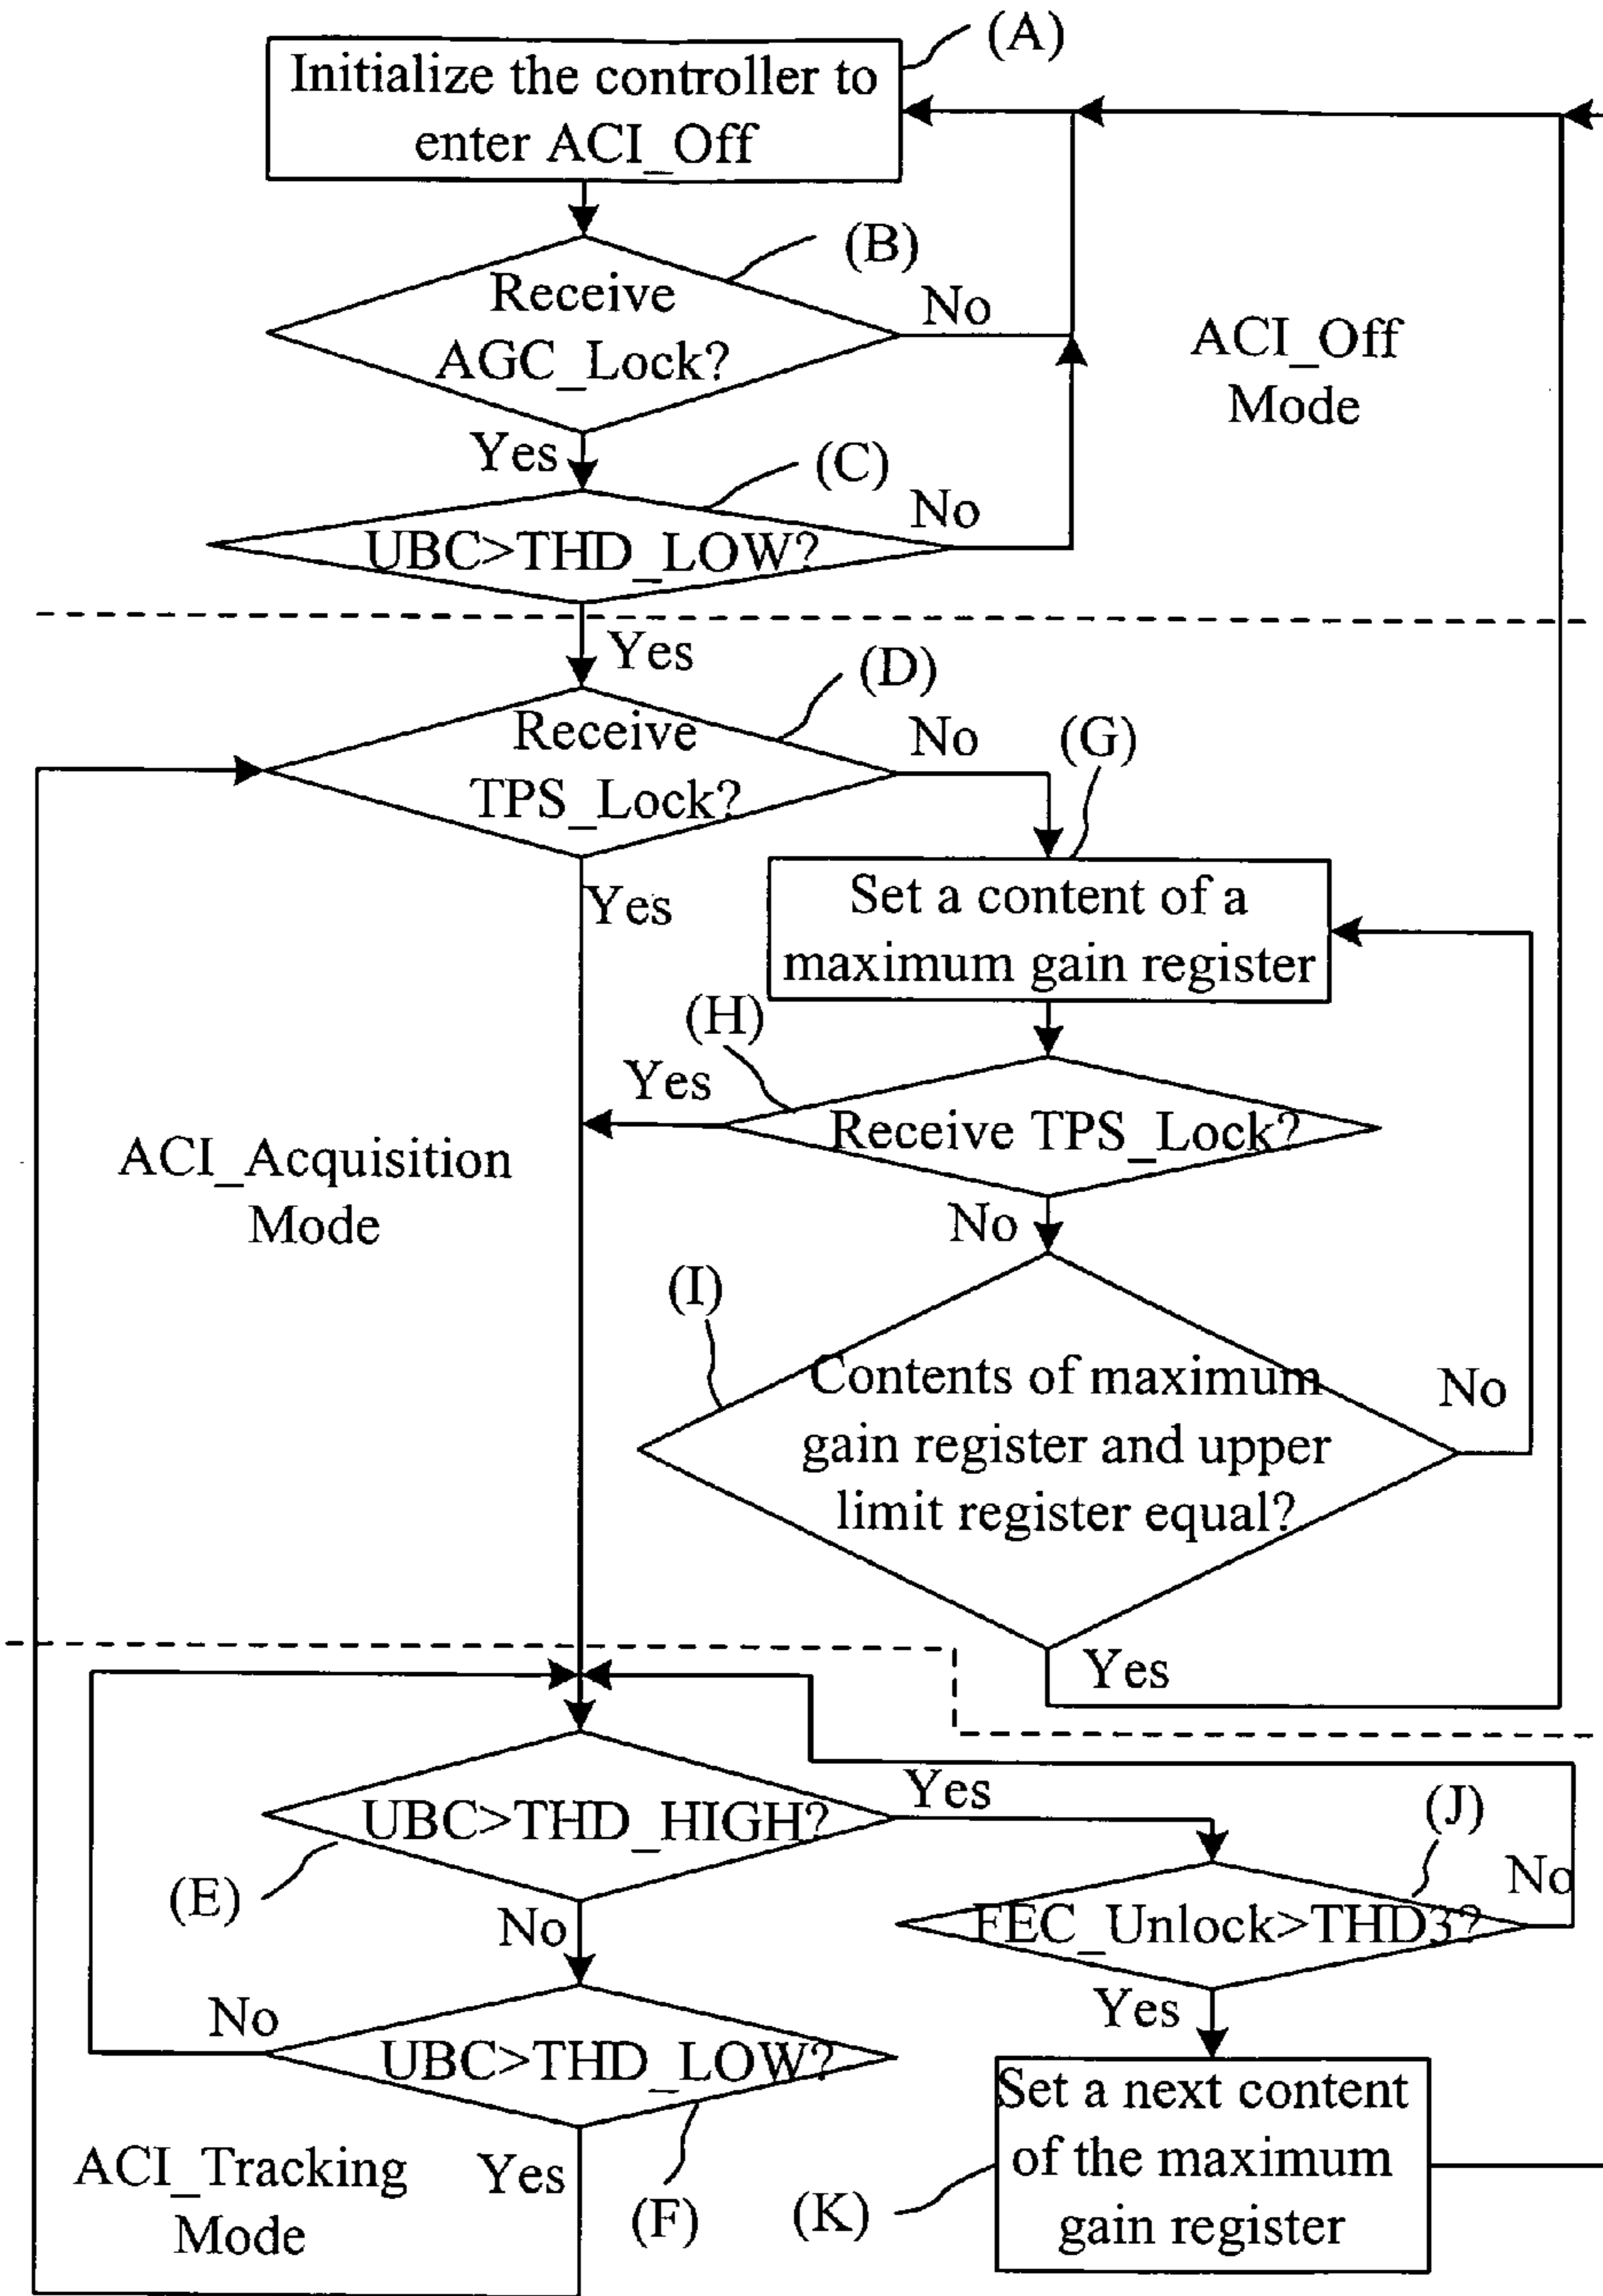 (A)
Initialize the controller to
enter ACI_Off
(B)
Receive
AGC_Lock?
No
ACI_Off
Mode
Yes
(C)
UBC>THD_LOW?
No
Yes
(D)
Receive
TPS_Lock?
No
(G)
Yes
Set a content of a
maximum gain register
(H)
Yes
Receive TPS_Lock?
ACI_Acquisition
Mode
No
(I)
Contents of maximum
gain register and upper
limit register equal?
No
Yes
UBC>THD_HIGH?
Yes
(E)
(J)
No
FEC_Unlock>THD3?
No
Yes
No
UBC>THD_LOW?
(F)
Yes
ACI_Tracking
Mode
Set a next content
of the maximum
gain register
(K)